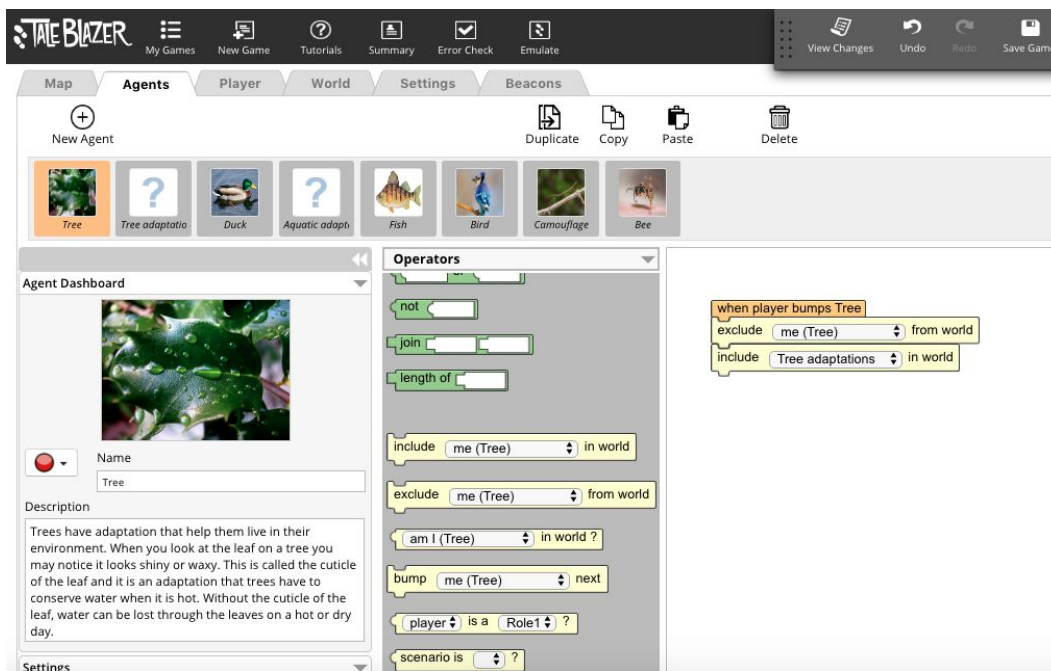 TALEBLAZER
My Games
New Game
Tutorials
Summary
Error Check
Emulate
View Changes
Undo
Redo
Save Game
Map
Agents
Player
World
Settings
Beacons
New Agent
Duplicate
Copy
Paste
Delete
Tree
Tree adaptatio
Duck
Aquatic adapt
Fish
Bird
Camouflage
Bee
Agent Dashboard
Name
Tree
Description
Trees have adaptation that help them live in their
environment. When you look at the leaf on a tree you
may notice it looks shiny or waxy. This is called the cuticle
of the leaf and it is an adaptation that trees have to
conserve water when it is hot. Without the cuticle of the
leaf, water can be lost through the leaves on a hot or dry
day.
Settings
Operators
not
join
length of
include me (Tree) in world
exclude me (Tree) from world
am I (Tree) in world ?
bump me (Tree) next
player is a Role1 ?
scenario is ?
when player bumps Tree
exclude me (Tree) from world
include Tree adaptations in world